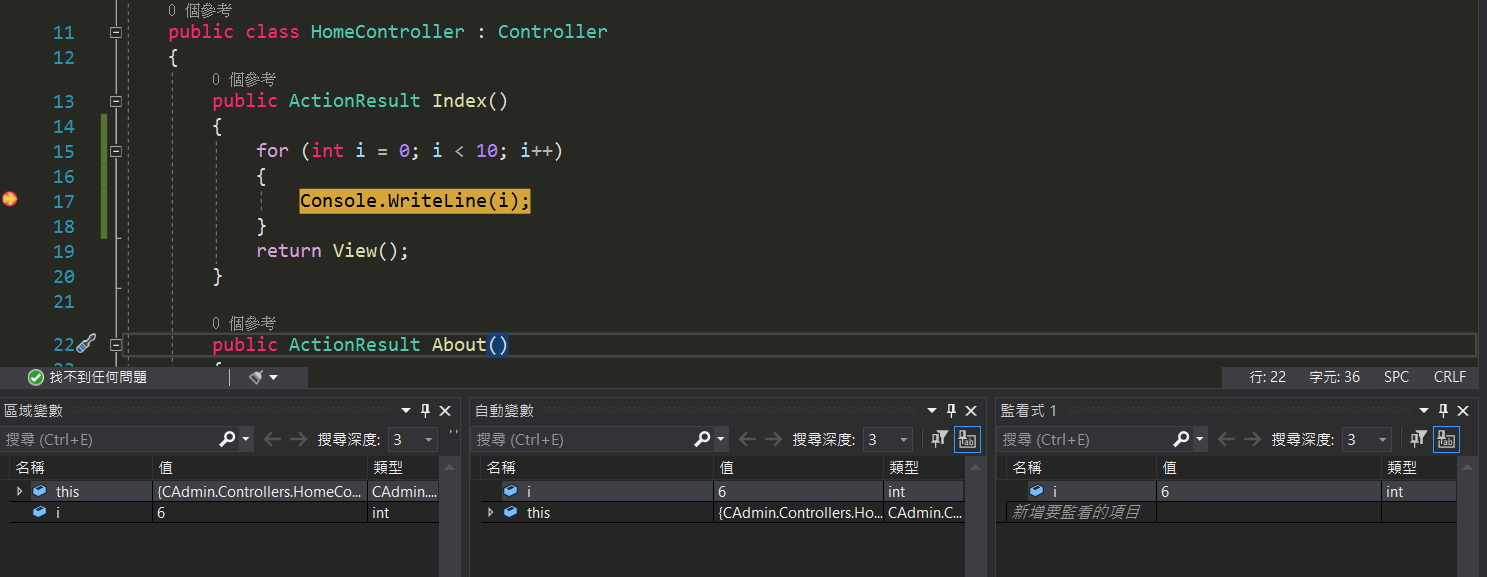 0 個參考
11 public class HomeController : Controller
12 {
0 個參考
13 public ActionResult Index()
14 {
15 for (int i = 0; i < 10; i++)
16 {
17 Console.WriteLine(i);
18 }
19 return View();
20 }
21
0 個參考
22 public ActionResult About()
找不到任何問題 行: 22 字元: 36 SPC CRLF
區域變數
搜尋 (Ctrl+E) 搜尋深度: 3
名稱 值 類型
this {CAdmin.Controllers.HomeCo... CAdmin....
i 6 int
自動變數
搜尋 (Ctrl+E) 搜尋深度: 3
名稱 值 類型
i 6 int
this {CAdmin.Controllers.Ho... CAdmin.C...
監看式 1
搜尋 (Ctrl+E) 搜尋深度: 3
名稱 值 類型
i 6 int
新增要監看的項目